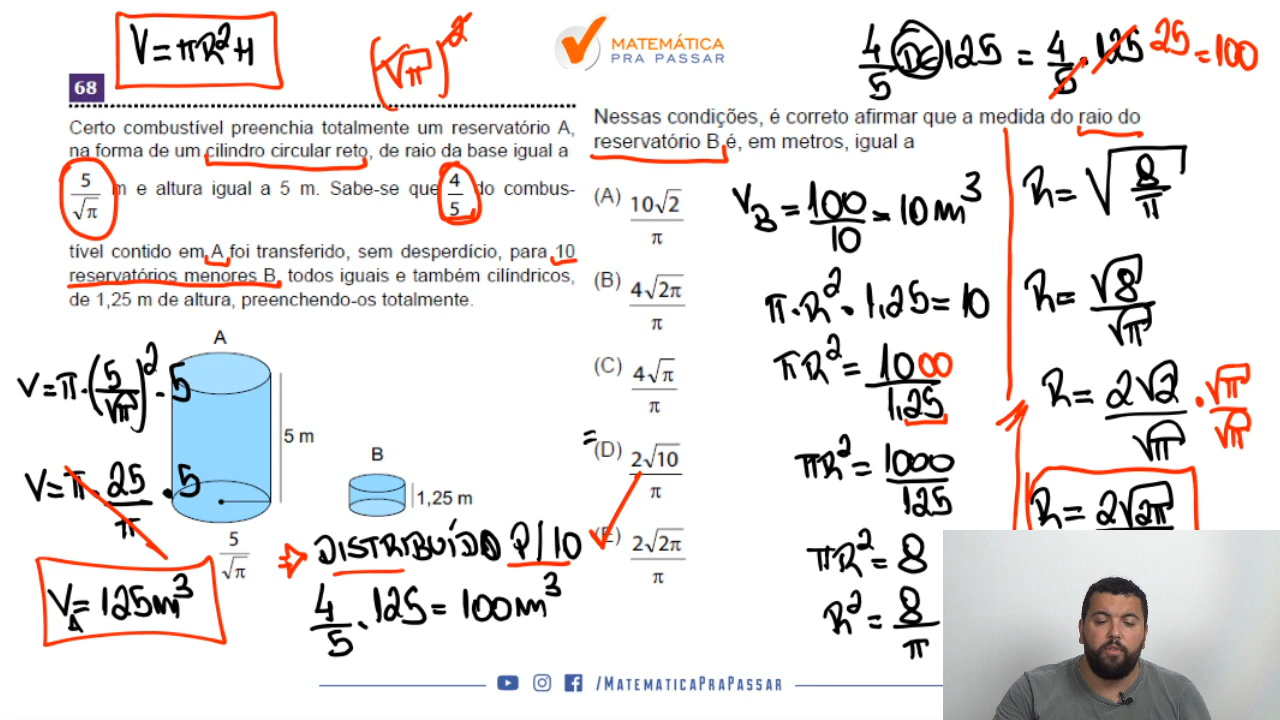 V = πR²H
(√π)²
MATEMÁTICA
PRA PASSAR
4/5 DE 125 = 4/5 · 125 25 = 100
68
Certo combustível preenchia totalmente um reservatório A,
na forma de um cilindro circular reto, de raio da base igual a
5/√π m e altura igual a 5 m. Sabe-se que 4/5 do combus-
tível contido em A foi transferido, sem desperdício, para 10
reservatórios menores B, todos iguais e também cilíndricos,
de 1,25 m de altura, preenchendo-os totalmente.
A
5 m
5/√π
B
1,25 m
V = π · (5/√π)² · 5
V = π · 25/π · 5
V_A = 125m³
⇒ DISTRIBUÍDO P/ 10
4/5 · 125 = 100m³
Nessas condições, é correto afirmar que a medida do raio do
reservatório B é, em metros, igual a
(A) 10√2/π
(B) 4√2π/π
(C) 4√π/π
=
(D) 2√10/π
(E) 2√2π/π
V_B = 100/10 = 10m³
π · R² · 1,25 = 10
πR² = 1000/1,25
πR² = 1000/125
πR² = 8
R² = 8/π
R = √(8/π)
R = √8/√π
R = 2√2/√π · √π/√π
R = 2√2π
/MatematicaPraPassar